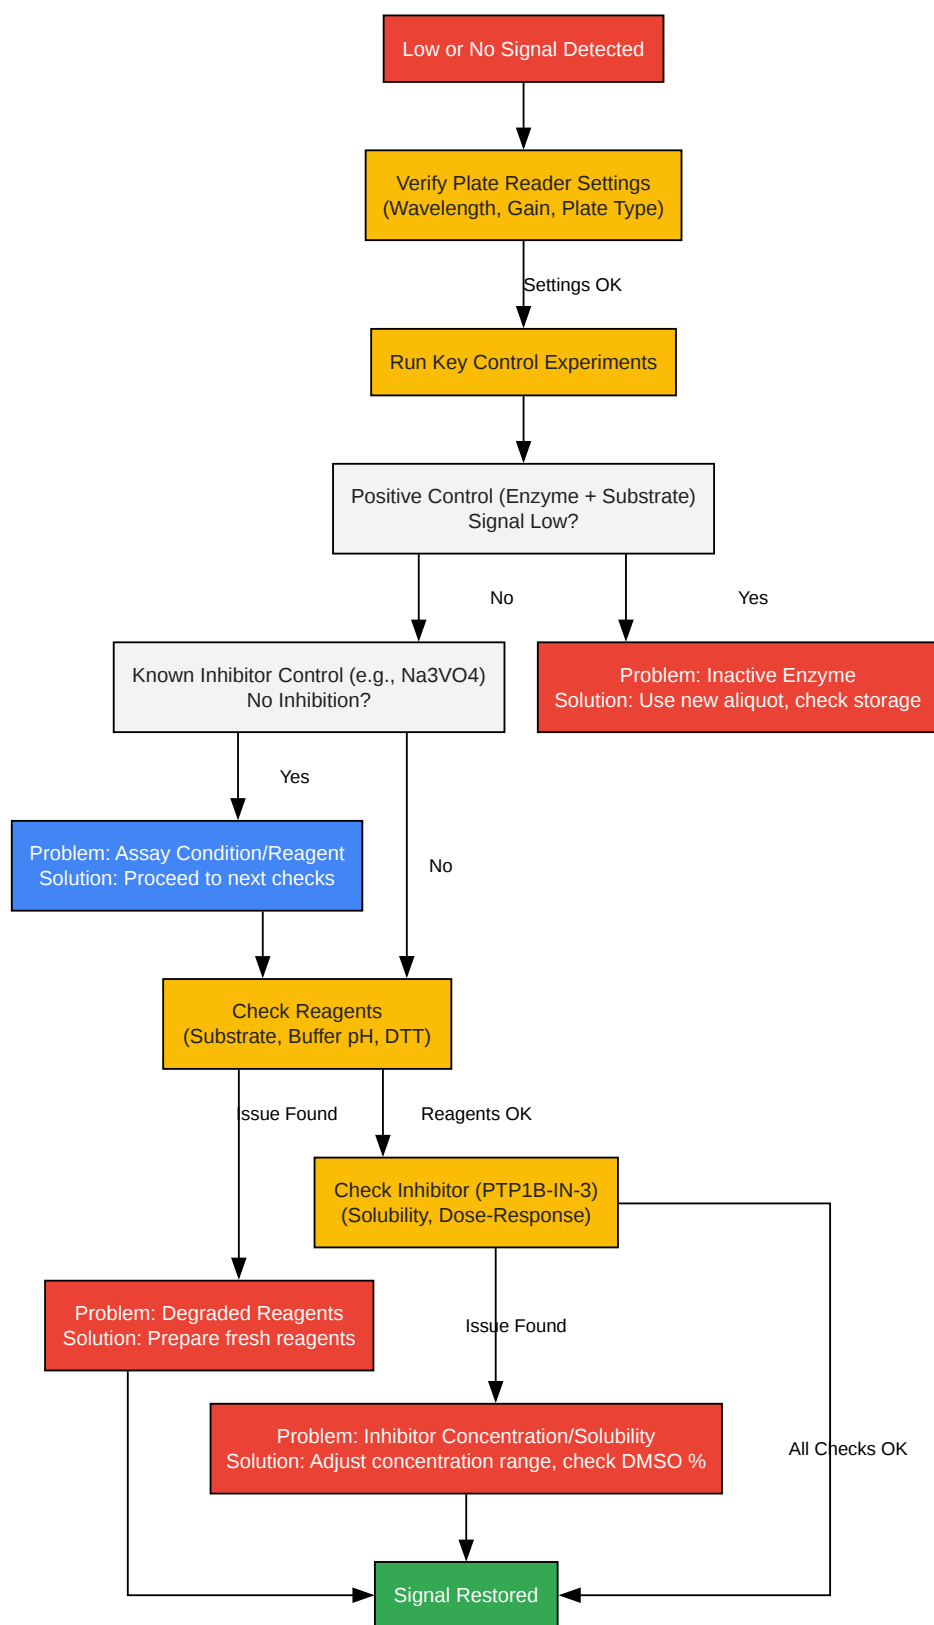 Low or No Signal Detected
Verify Plate Reader Settings
(Wavelength, Gain, Plate Type)
Settings OK
Run Key Control Experiments
Positive Control (Enzyme + Substrate)
Signal Low?
No
Yes
Known Inhibitor Control (e.g., Na3VO4)
No Inhibition?
Problem: Inactive Enzyme
Solution: Use new aliquot, check storage
Yes
Problem: Assay Condition/Reagent
Solution: Proceed to next checks
No
Check Reagents
(Substrate, Buffer pH, DTT)
Issue Found
Reagents OK
Check Inhibitor (PTP1B-IN-3)
(Solubility, Dose-Response)
Problem: Degraded Reagents
Solution: Prepare fresh reagents
Issue Found
Problem: Inhibitor Concentration/Solubility
Solution: Adjust concentration range, check DMSO %
All Checks OK
Signal Restored